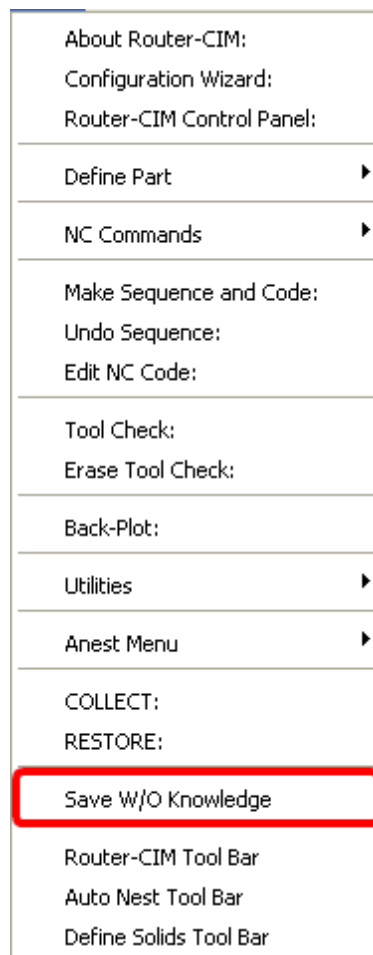 About Router-CIM:
Configuration Wizard:
Router-CIM Control Panel:
Define Part
NC Commands
Make Sequence and Code:
Undo Sequence:
Edit NC Code:
Tool Check:
Erase Tool Check:
Back-Plot:
Utilities
Anest Menu
COLLECT:
RESTORE:
Save W/O Knowledge
Router-CIM Tool Bar
Auto Nest Tool Bar
Define Solids Tool Bar